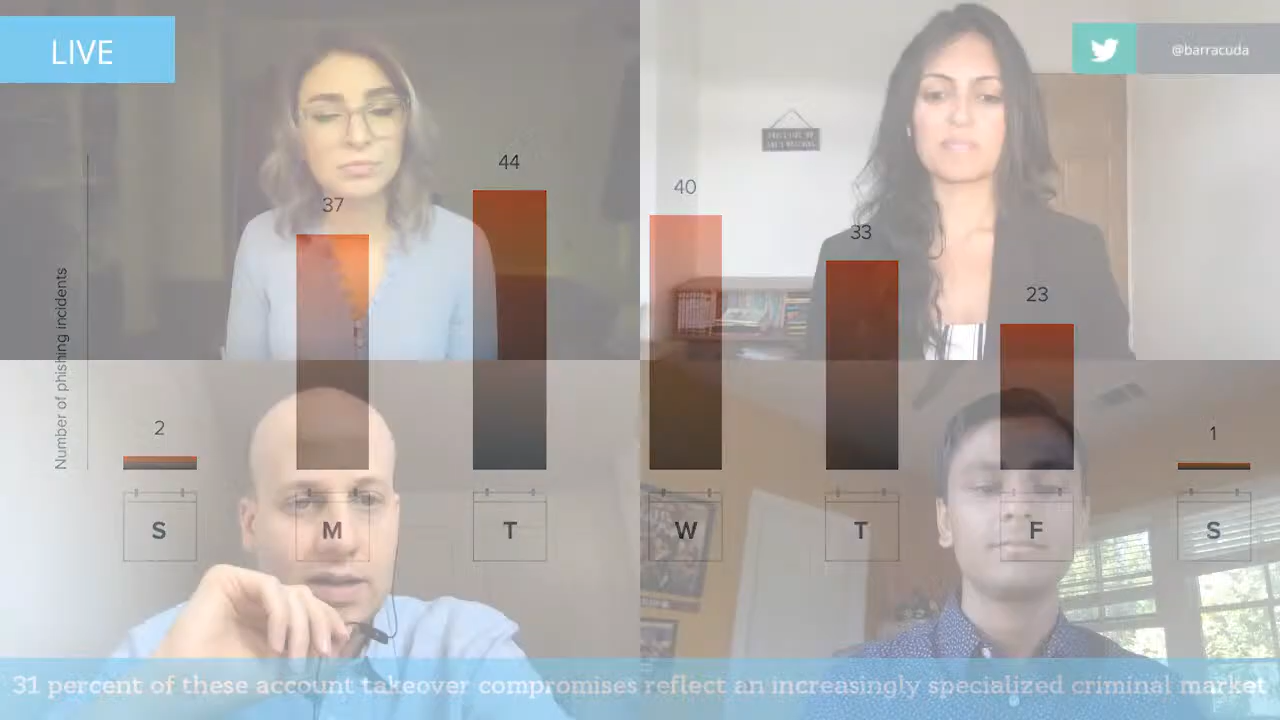 LIVE
@barracuda
44
40
37
33
23
2
1
Number of phishing incidents
S M T W T F S
31 percent of these account takeover compromises reflect an increasingly specialized criminal market